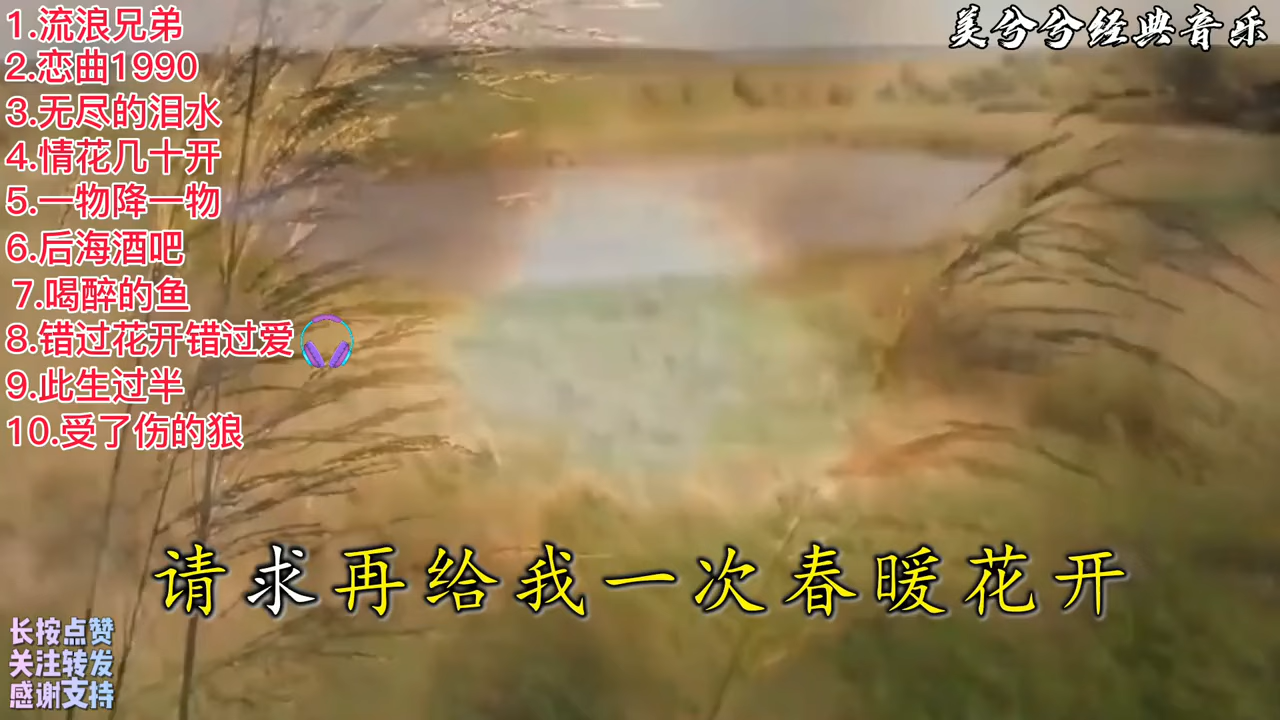 1.流浪兄弟
2.恋曲1990
3.无尽的泪水
4.情花几十开
5.一物降一物
6.后海酒吧
7.喝醉的鱼
8.错过花开错过爱
9.此生过半
10.受了伤的狼
美兮兮经典音乐
请求再给我一次春暖花开
长按点赞
关注转发
感谢支持